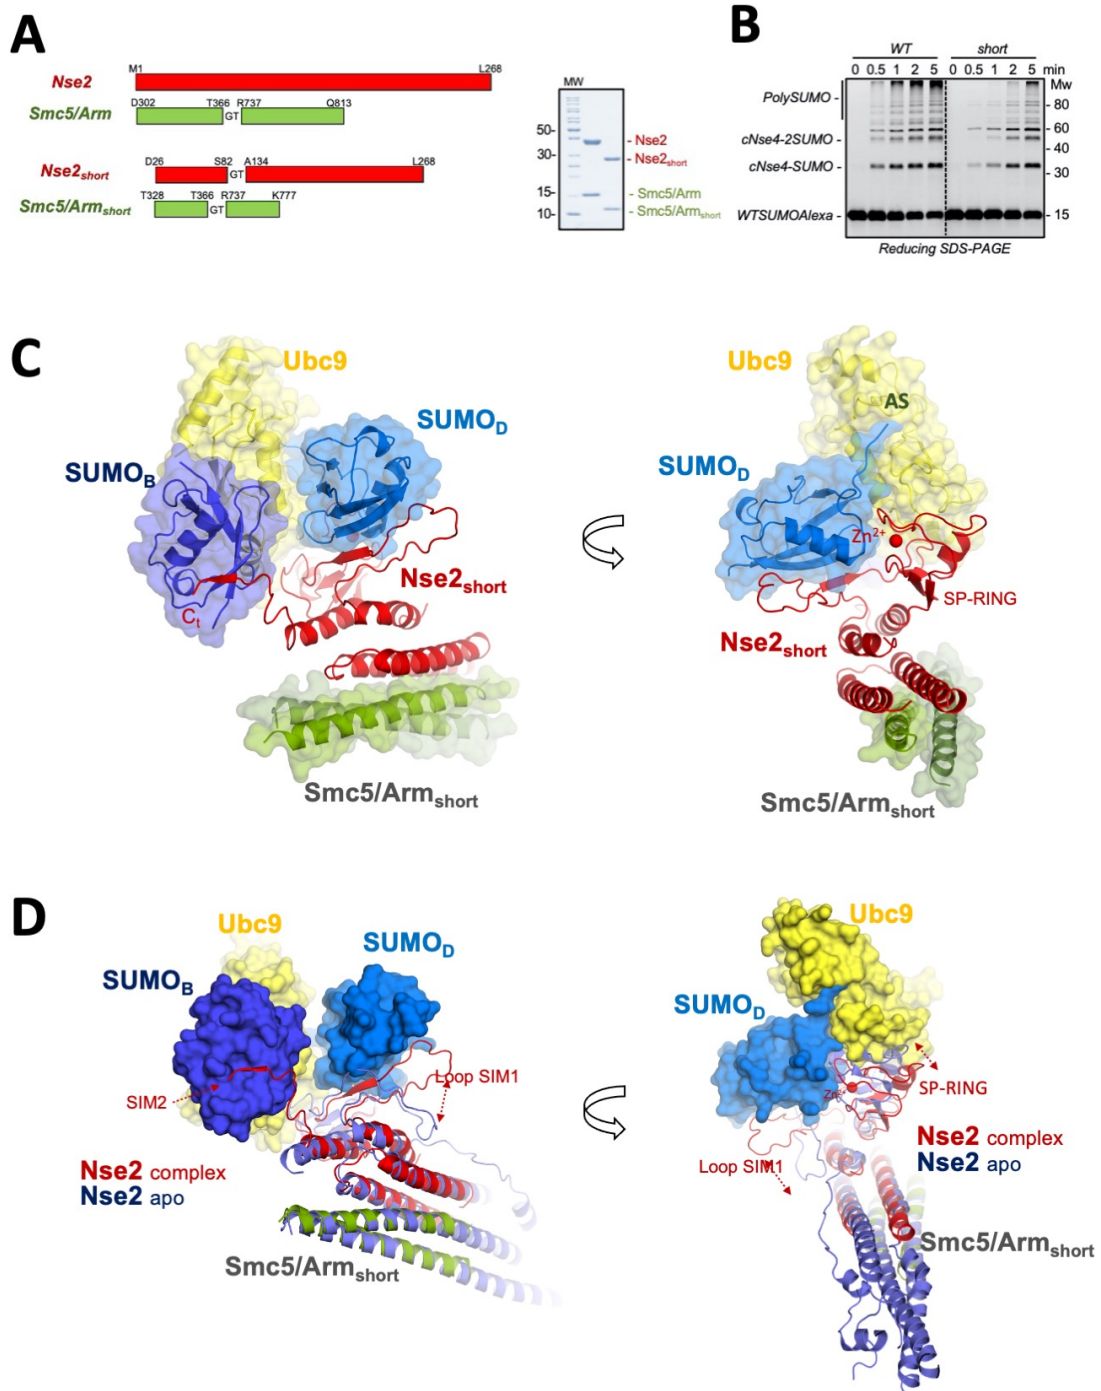 A
M1 L268
Nse2
D302 T366 R737 Q813
Smc5/Arm
GT
D26 S82 A134 L268
Nse2short
GT
T328 T366 R737 K777
Smc5/Armshort
GT
MW
50-
30-
15-
10-
- Nse2
- Nse2short
- Smc5/Arm
- Smc5/Armshort
B
WT short
0 0.5 1 2 5 0 0.5 1 2 5 min
Mw
PolySUMO -
cNse4-2SUMO -
cNse4-SUMO -
WTSUMOAlexa -
- 80
- 60
- 40
- 30
- 15
Reducing SDS-PAGE
C
Ubc9
SUMOD
SUMOB
Nse2short
Ct
Smc5/Armshort
Ubc9
AS
SUMOD
Zn2+
SP-RING
Nse2short
Smc5/Armshort
D
Ubc9
SUMOD
SUMOB
Loop SIM1
SIM2
Nse2 complex
Nse2 apo
Smc5/Armshort
Ubc9
SUMOD
Zn2+
SP-RING
Nse2 complex
Nse2 apo
Loop SIM1
Smc5/Armshort